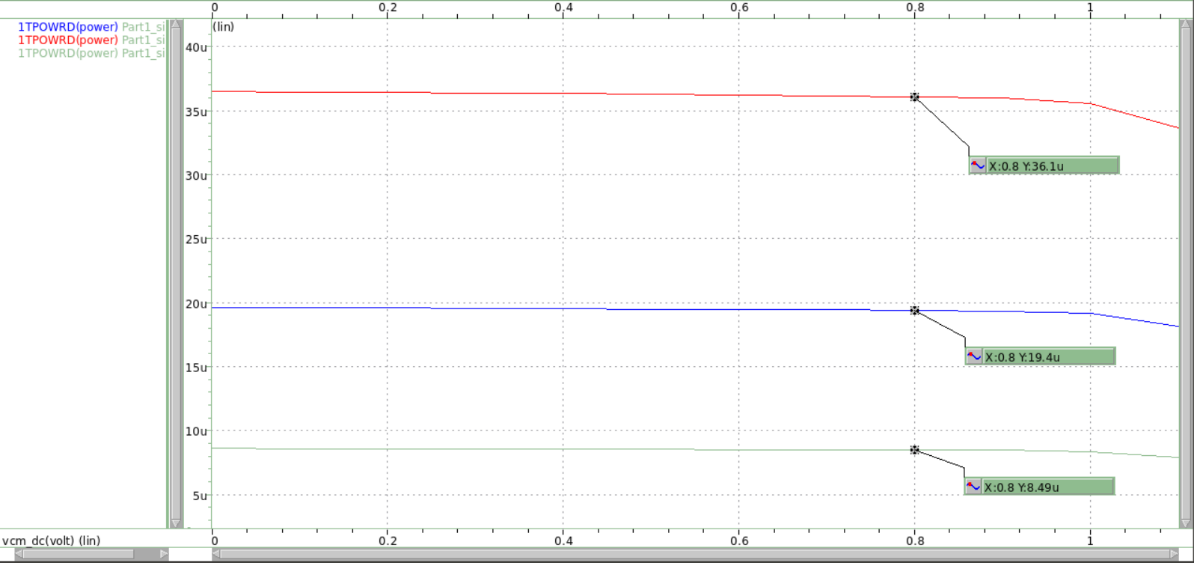 0 0.2 0.4 0.6 0.8 1
1TPOWRD(power) Part1_si
1TPOWRD(power) Part1_si
1TPOWRD(power) Part1_si
(lin)
40u
35u
X:0.8 Y:36.1u
30u
25u
20u
X:0.8 Y:19.4u
15u
10u
X:0.8 Y:8.49u
5u
vcm_dc(volt) (lin)
0 0.2 0.4 0.6 0.8 1